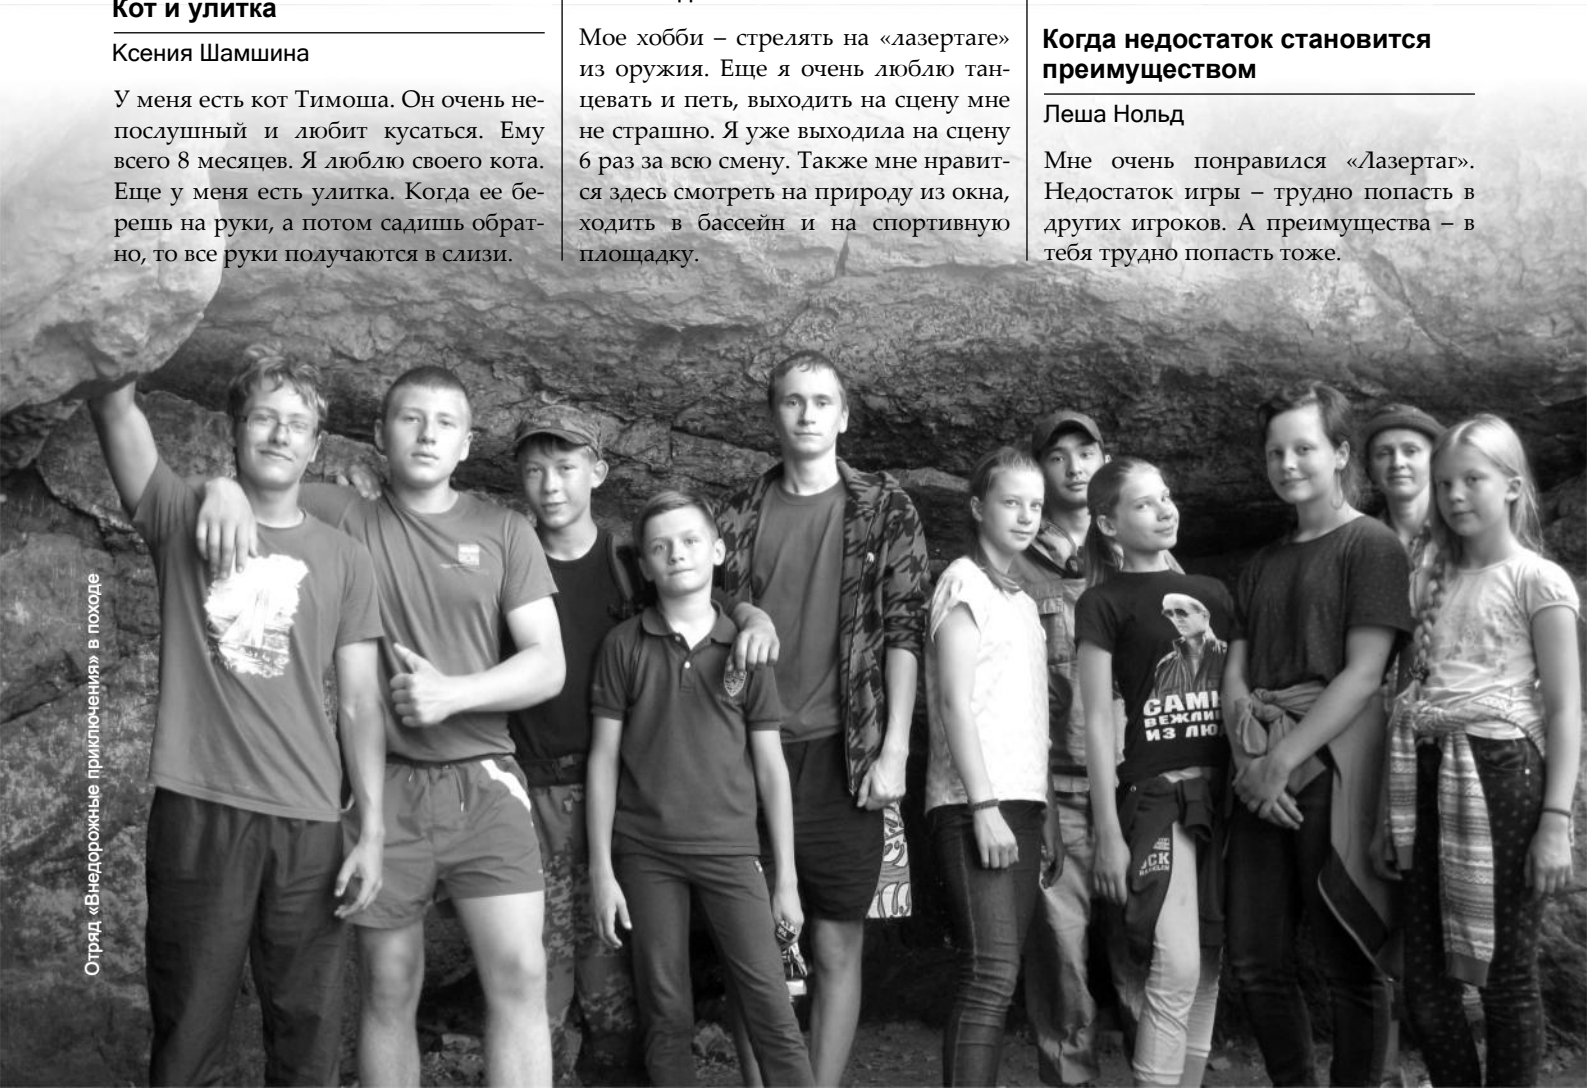 Кот и улитка
Ксения Шамшина
У меня есть кот Тимоша. Он очень не-
послушный и любит кусаться. Ему
всего 8 месяцев. Я люблю своего кота.
Еще у меня есть улитка. Когда ее бе-
решь на руки, а потом садишь обрат-
но, то все руки получаются в слизи.
Мое хобби – стрелять на «лазертаге»
из оружия. Еще я очень люблю тан-
цевать и петь, выходить на сцену мне
не страшно. Я уже выходила на сцену
6 раз за всю смену. Также мне нравит-
ся здесь смотреть на природу из окна,
ходить в бассейн и на спортивную
площадку.
Когда недостаток становится
преимуществом
Леша Нольд
Мне очень понравился «Лазертаг».
Недостаток игры – трудно попасть в
других игроков. А преимущества – в
тебя трудно попасть тоже.
Отряд «Внедорожные приключения» в походе
САМЫ
ВЕЖЛИ
ИЗ ЛЮ